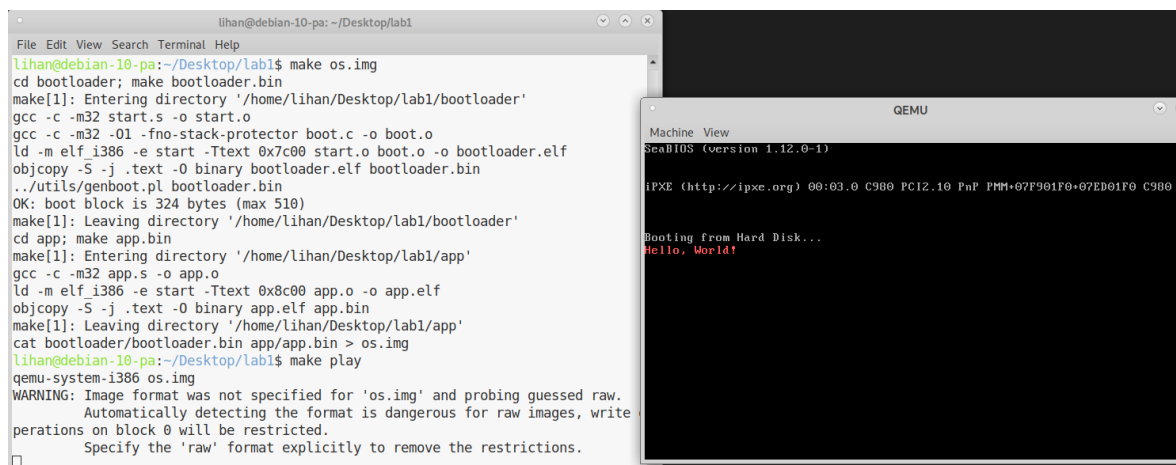 lihan@debian-10-pa: ~/Desktop/lab1
File Edit View Search Terminal Help
lihan@debian-10-pa:~/Desktop/lab1$ make os.img
cd bootloader; make bootloader.bin
make[1]: Entering directory '/home/lihan/Desktop/lab1/bootloader'
gcc -c -m32 start.s -o start.o
gcc -c -m32 -O1 -fno-stack-protector boot.c -o boot.o
ld -m elf_i386 -e start -Ttext 0x7c00 start.o boot.o -o bootloader.elf
objcopy -S -j .text -O binary bootloader.elf bootloader.bin
../utils/genboot.pl bootloader.bin
OK: boot block is 324 bytes (max 510)
make[1]: Leaving directory '/home/lihan/Desktop/lab1/bootloader'
cd app; make app.bin
make[1]: Entering directory '/home/lihan/Desktop/lab1/app'
gcc -c -m32 app.s -o app.o
ld -m elf_i386 -e start -Ttext 0x8c00 app.o -o app.elf
objcopy -S -j .text -O binary app.elf app.bin
make[1]: Leaving directory '/home/lihan/Desktop/lab1/app'
cat bootloader/bootloader.bin app/app.bin > os.img
lihan@debian-10-pa:~/Desktop/lab1$ make play
qemu-system-i386 os.img
WARNING: Image format was not specified for 'os.img' and probing guessed raw.
Automatically detecting the format is dangerous for raw images, write
perations on block 0 will be restricted.
Specify the 'raw' format explicitly to remove the restrictions.
QEMU
Machine View
SeaBIOS (version 1.12.0-1)
iPXE (http://ipxe.org) 00:03.0 C980 PCI2.10 PnP PMM+07F901F0+07ED01F0 C980
Booting from Hard Disk...
Hello, World!